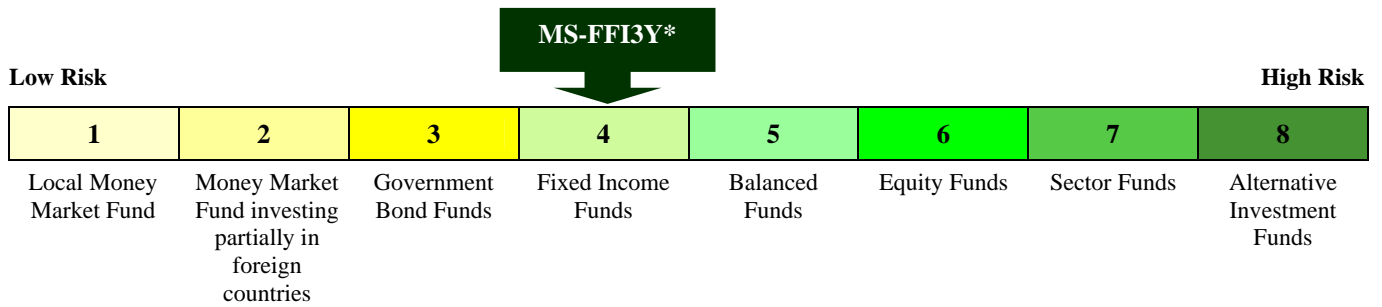 MS-FFI3Y*
Low Risk
High Risk
1
2
3
4
5
6
7
8
Local Money
Market Fund
Money Market
Fund investing
partially in
foreign
countries
Government
Bond Funds
Fixed Income
Funds
Balanced
Funds
Equity Funds
Sector Funds
Alternative
Investment
Funds